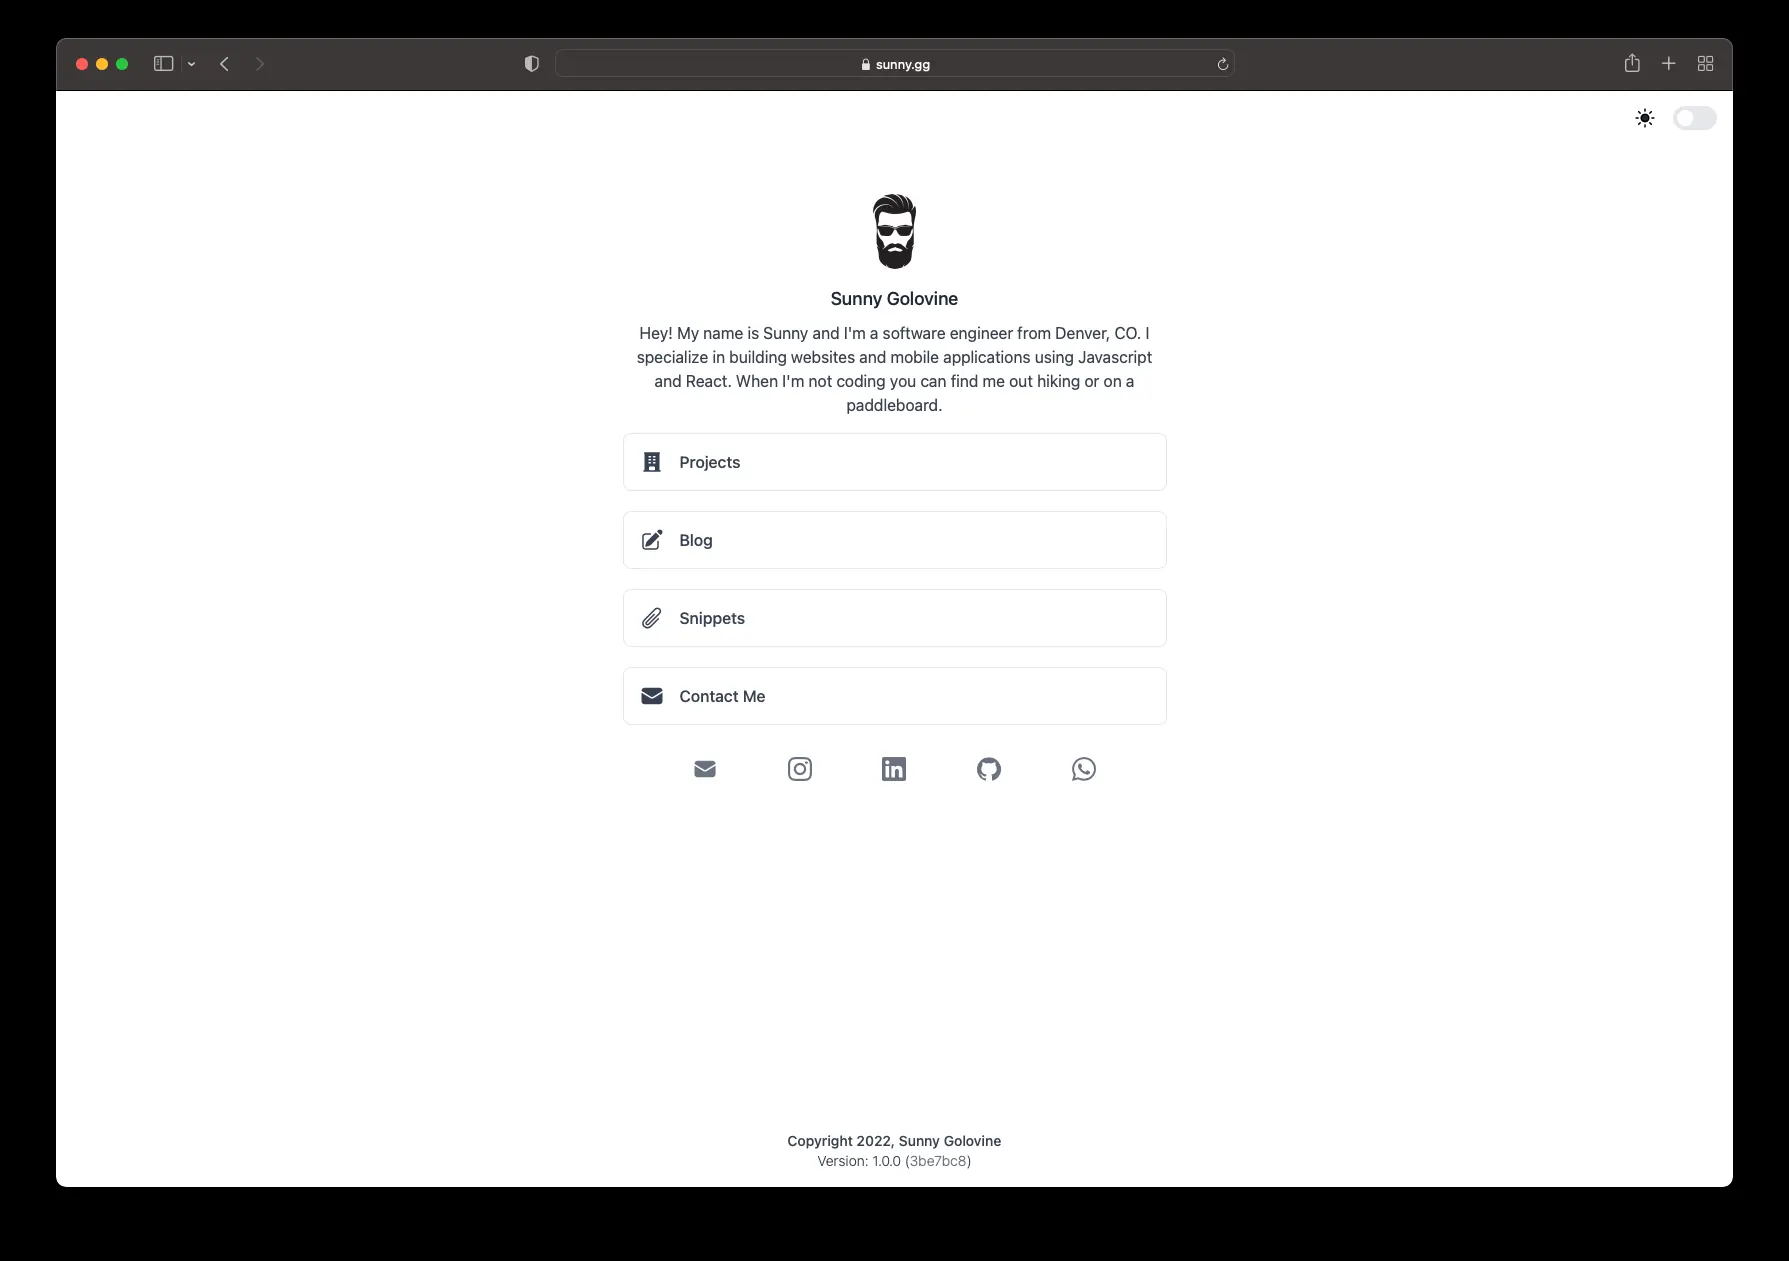 sunny.gg
Sunny Golovine
Hey! My name is Sunny and I'm a software engineer from Denver, CO. I
specialize in building websites and mobile applications using Javascript
and React. When I'm not coding you can find me out hiking or on a
paddleboard.
Projects
Blog
Snippets
Contact Me
in
Copyright 2022, Sunny Golovine
Version: 1.0.0 (3be7bc8)